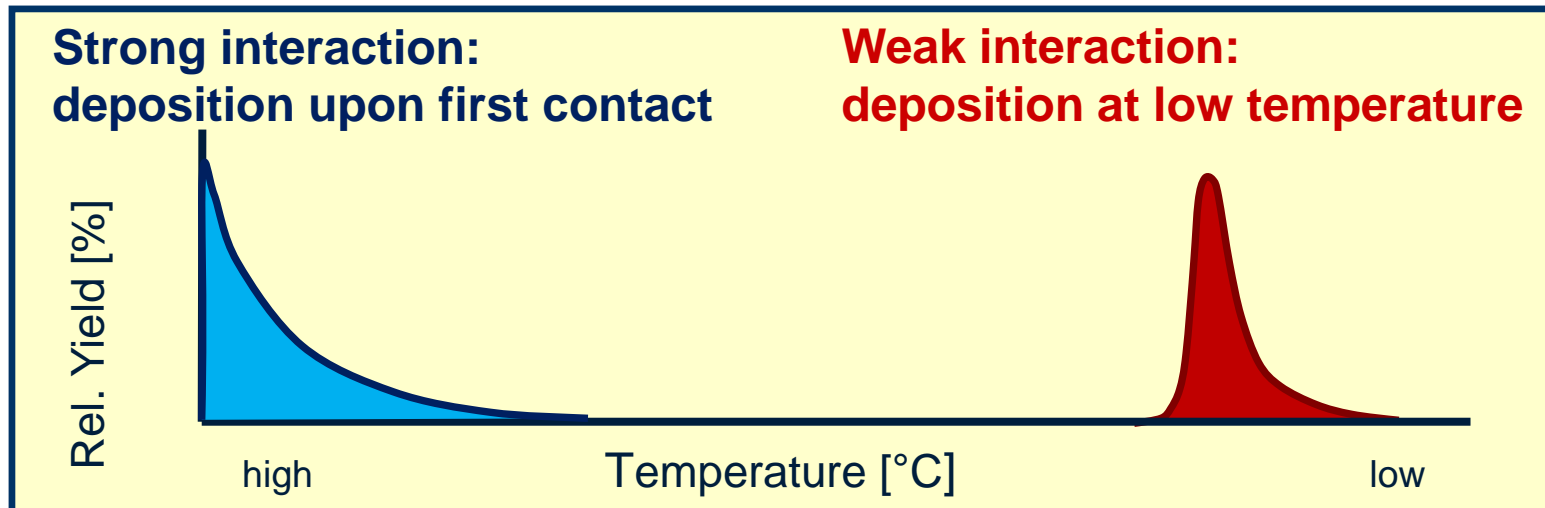 Strong interaction:
deposition upon first contact
Weak interaction:
deposition at low temperature
Rel. Yield [%]
high
Temperature [°C]
low